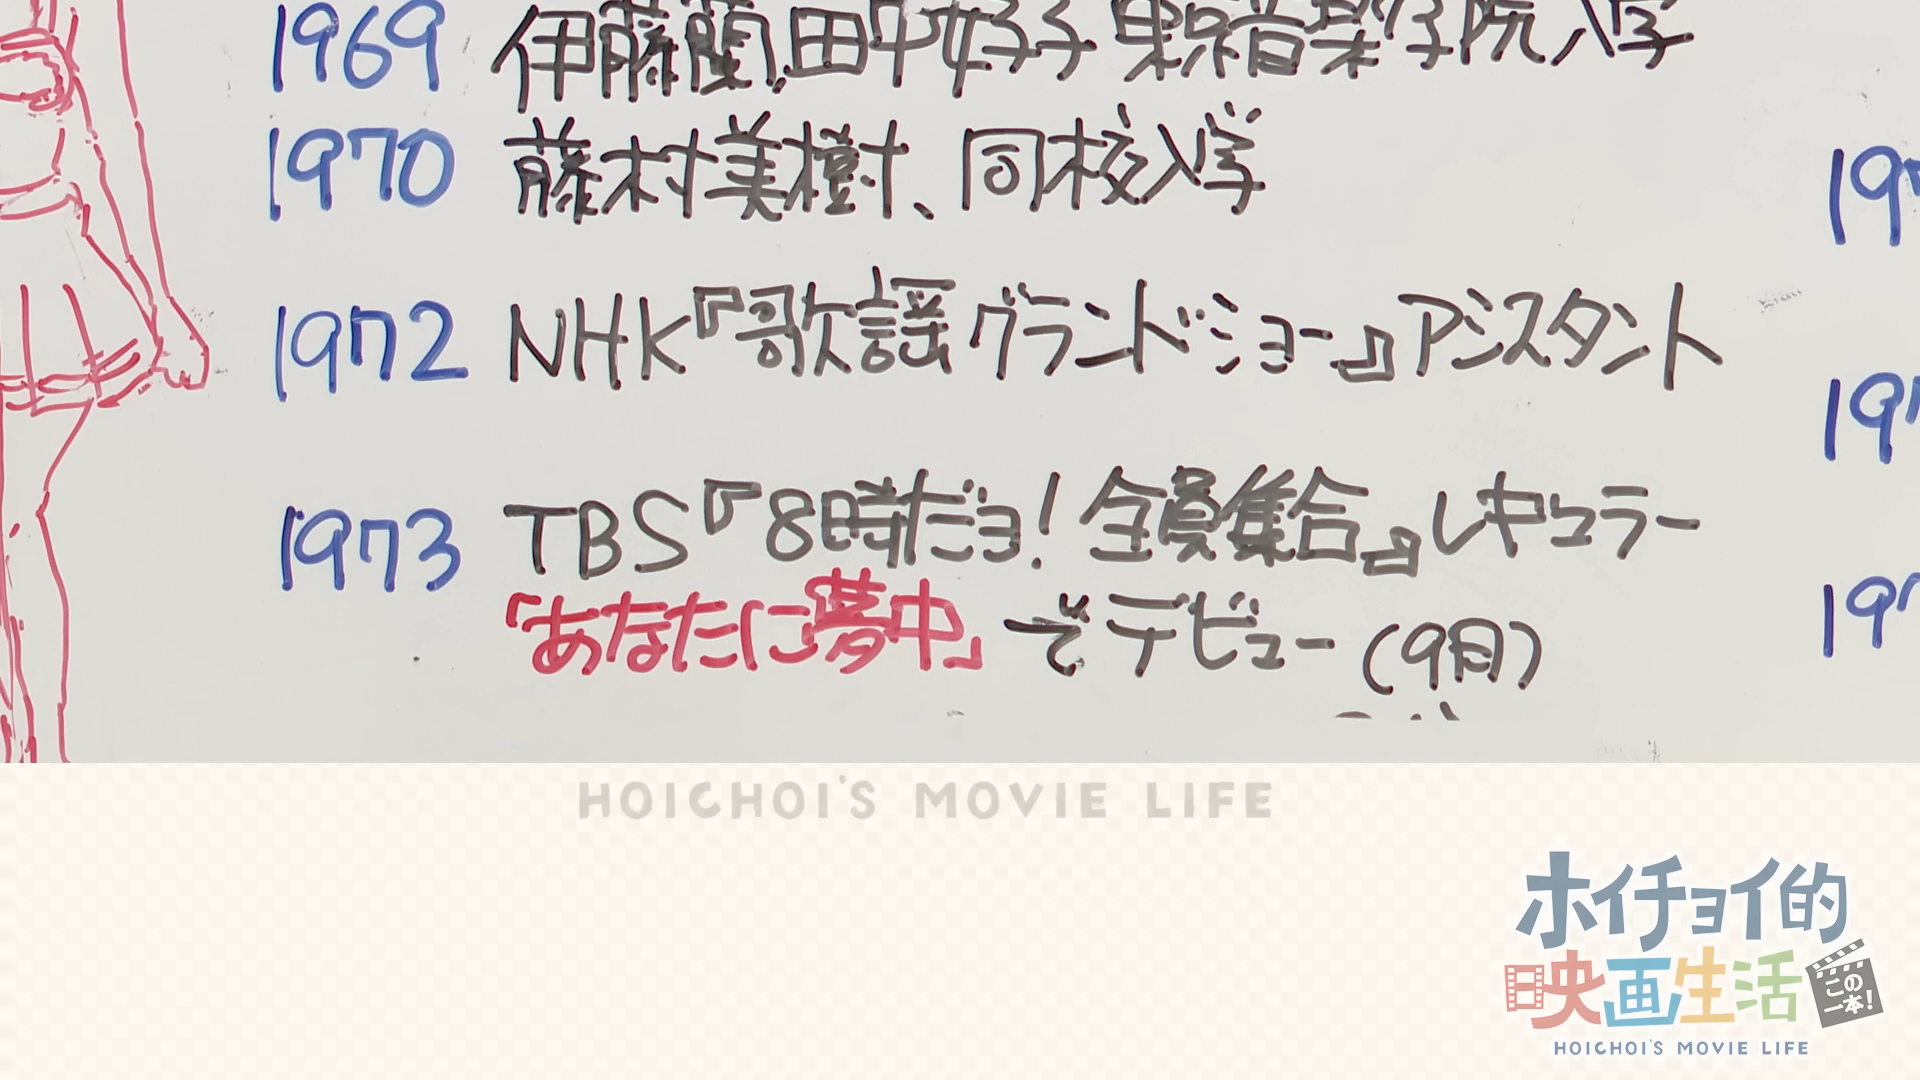 1969 伊藤蘭、田中好子 東京音楽学院入学
1970 藤村美樹、同校入学
1972 NHK『歌謡グランドショー』アシスタント
1973 TBS『8時だヨ!全員集合』レギュラー
「あなたに夢中」でデビュー(9月)
197
197
197
HOICHOI'S MOVIE LIFE
ホイチョイ的
映画生活
この
一本!
HOICHOI'S MOVIE LIFE